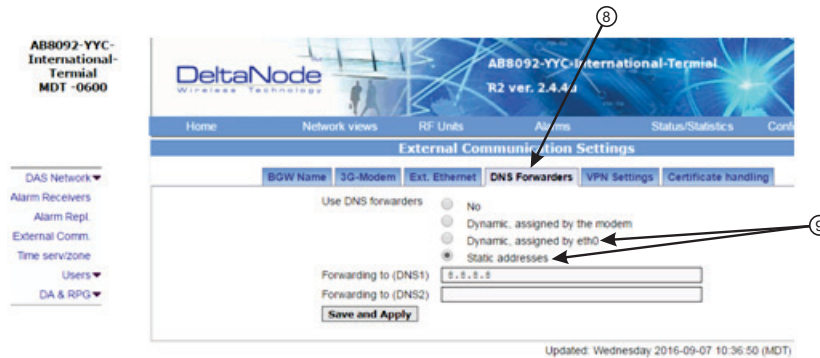 8
AB8092-YYC-
International-
Termial
MDT -0600
DeltaNode
Wireless Technology
AB8092-YYC-International-Termial
R2 ver. 2.4.4u
Home Network views RF Units Alarms Status/Statistics
External Communication Settings
BGW Name 3G-Modem Ext. Ethernet DNS Forwarders VPN Settings Certificate handling
DAS Network
Alarm Receivers
Alarm Repl.
External Comm.
Time serv/zone
Users
DA & RPG
Use DNS forwarders
No
Dynamic, assigned by the modem
Dynamic, assigned by eth0
Static addresses
9
Forwarding to (DNS1) 8.8.8.8
Forwarding to (DNS2)
Save and Apply
Updated: Wednesday 2016-09-07 10:36:50 (MDT)